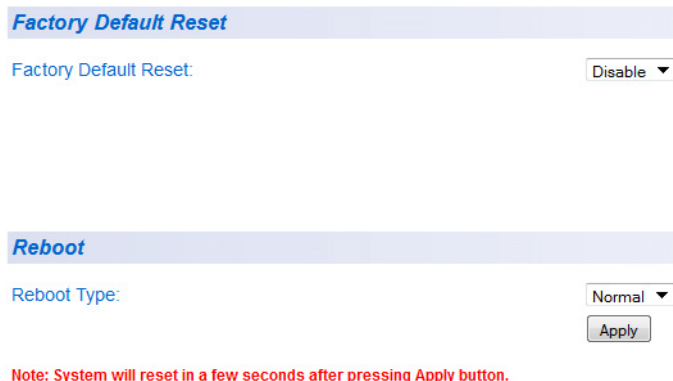 Factory Default Reset
Factory Default Reset: Disable
Reboot
Reboot Type: Normal
Apply
Note: System will reset in a few seconds after pressing Apply button.